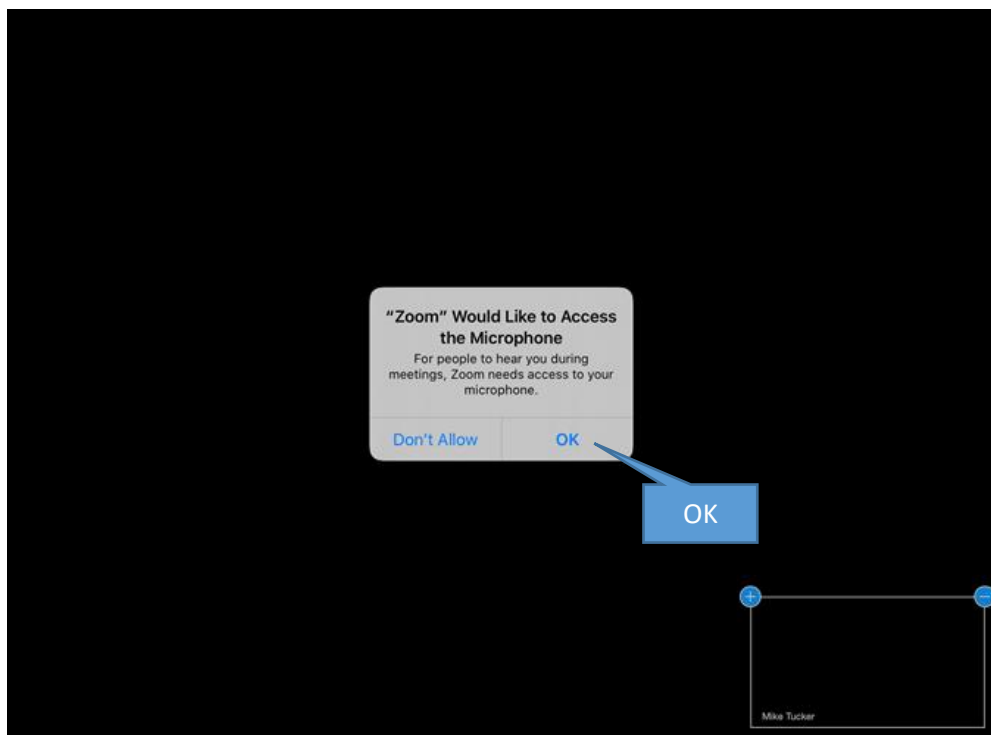 “Zoom” Would Like to Access
the Microphone
For people to hear you during
meetings, Zoom needs access to your
microphone.
Don't Allow
OK
OK
Mike Tucker